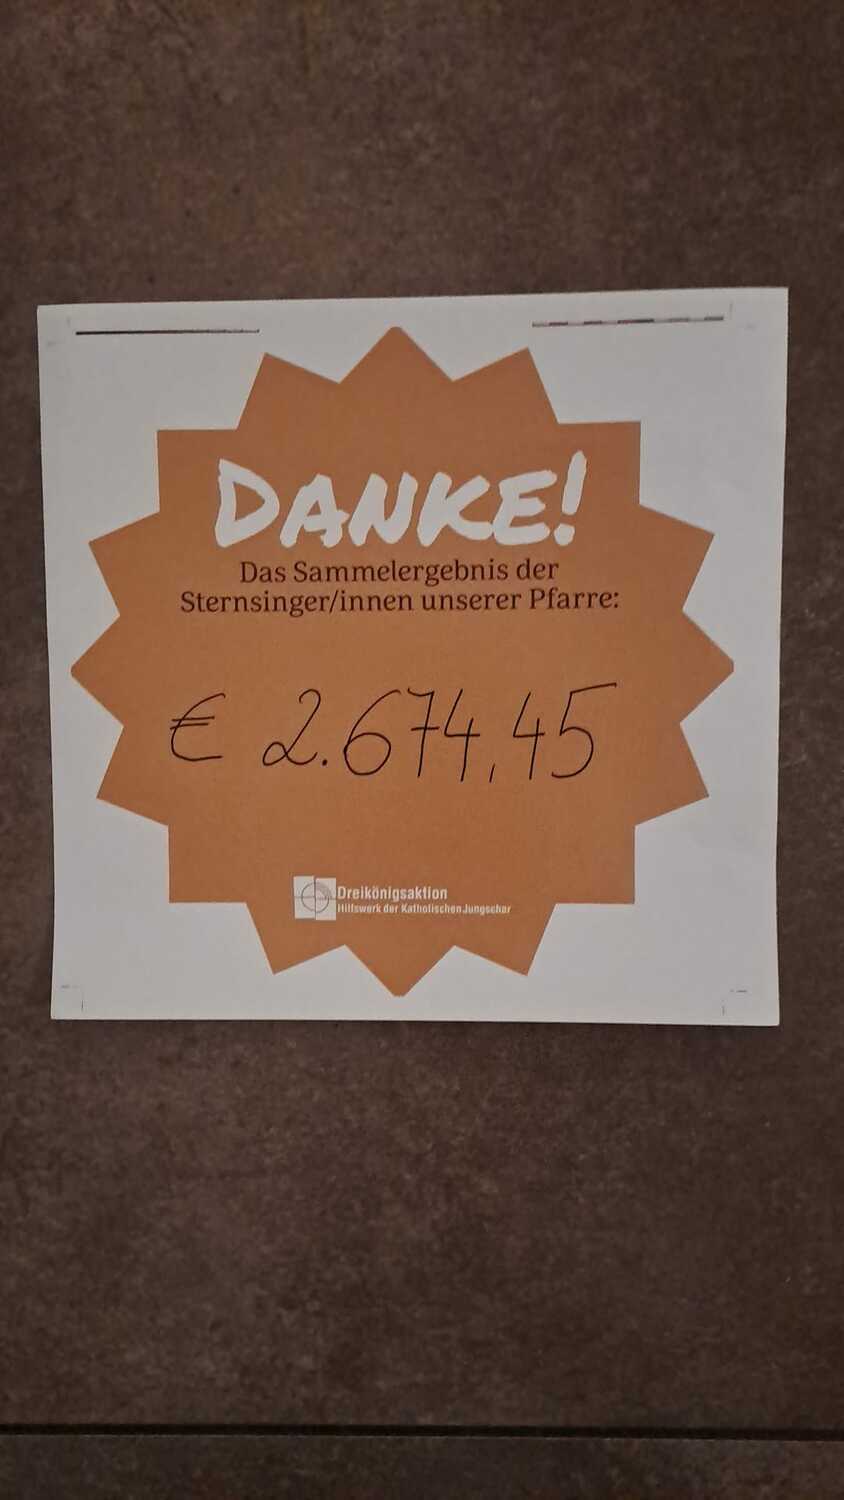 DANKE!
Das Sammelergebnis der
Sternsinger/innen unserer Pfarre:
€ 2.674,45
Dreikönigsaktion
Hilfswerk der Katholischen Jungschar